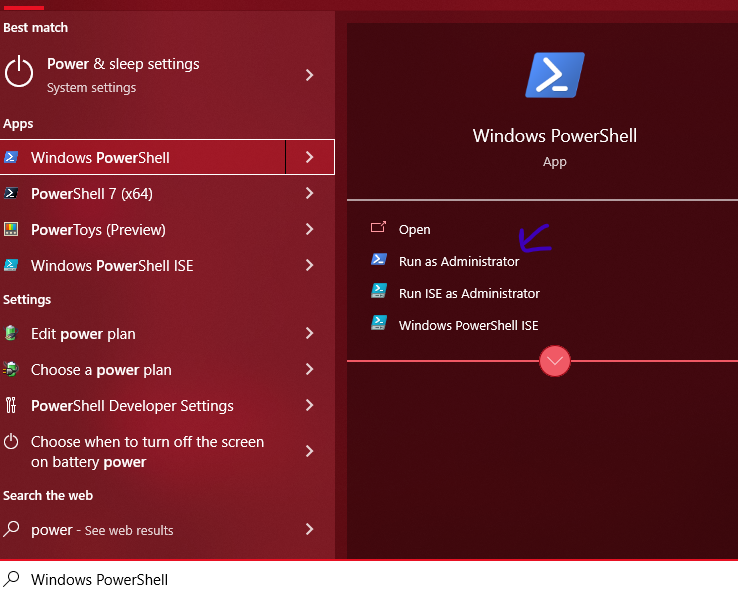 Best match
Power & sleep settings
System settings
Apps
Windows PowerShell
PowerShell 7 (x64)
PowerToys (Preview)
Windows PowerShell ISE
Settings
Edit power plan
Choose a power plan
PowerShell Developer Settings
Choose when to turn off the screen
on battery power
Search the web
power - See web results
Windows PowerShell
Windows PowerShell
App
Open
Run as Administrator
Run ISE as Administrator
Windows PowerShell ISE